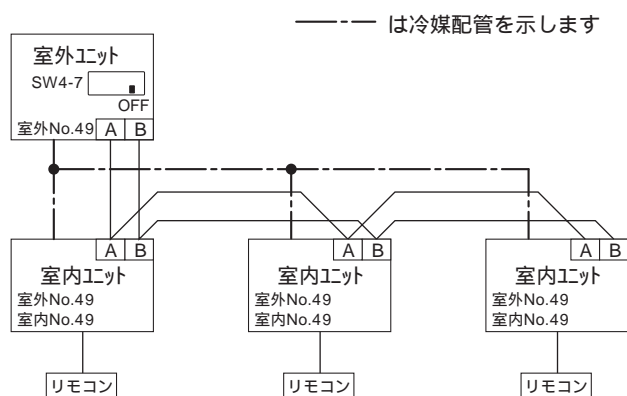 は冷媒配管を示します
室外ユニット
SW4-7
OFF
室外No.49 A B
A B A B A B
室内ユニット 室内ユニット 室内ユニット
室外No.49 室外No.49 室外No.49
室内No.49 室内No.49 室内No.49
リモコン リモコン リモコン